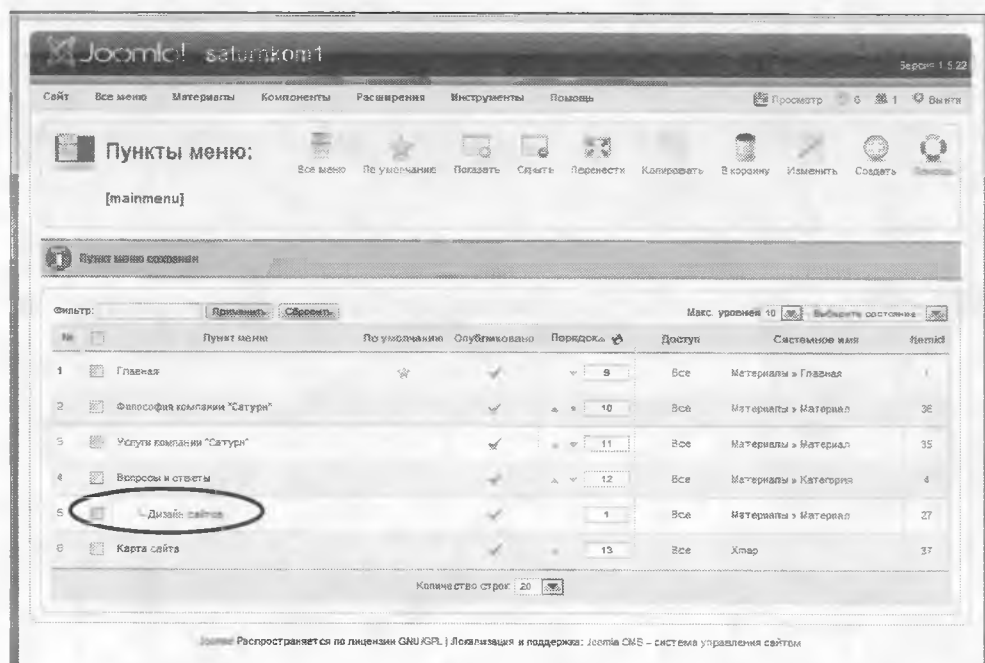 Joomla! saturnkom1
Версия 1.5.22
Сайт Все меню Материалы Компоненты Расширения Инструменты Помощь Просмотр 6 1 Выйти
Пункты меню:
[mainmenu]
Все меню По умолчанию Показать Скрыть Перенести Копировать В корзину Изменить Создать Помощь
Пункт меню сохранен
Фильтр: Применить Сбросить Макс. уровней 10 Выберите состояние
№ Пункт меню По умолчанию Опубликовано Порядок Доступ Системное имя Itemid
1 Главная 9 Все Материалы » Главная 1
2 Философия компании "Сатурн" 10 Все Материалы » Материал 36
3 Услуги компании "Сатурн" 11 Все Материалы » Материал 35
4 Вопросы и ответы 12 Все Материалы » Категория 4
5 Дизайн сайтов 1 Все Материалы » Материал 27
6 Карта сайта 13 Все Xmap 37
Количество строк 20
Joomla! Распространяется по лицензии GNU/GPL | Локализация и поддержка: Joomla CMS – система управления сайтом